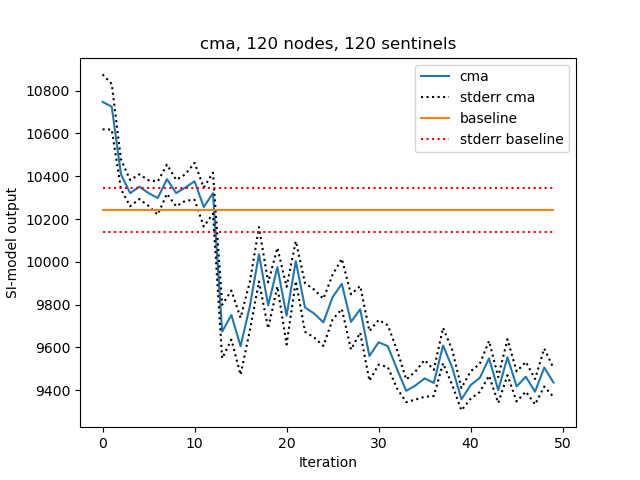 cma, 120 nodes, 120 sentinels
SI-model output
10800
10600
10400
10200
10000
9800
9600
9400
cma
stderr cma
baseline
stderr baseline
0 10 20 30 40 50
Iteration